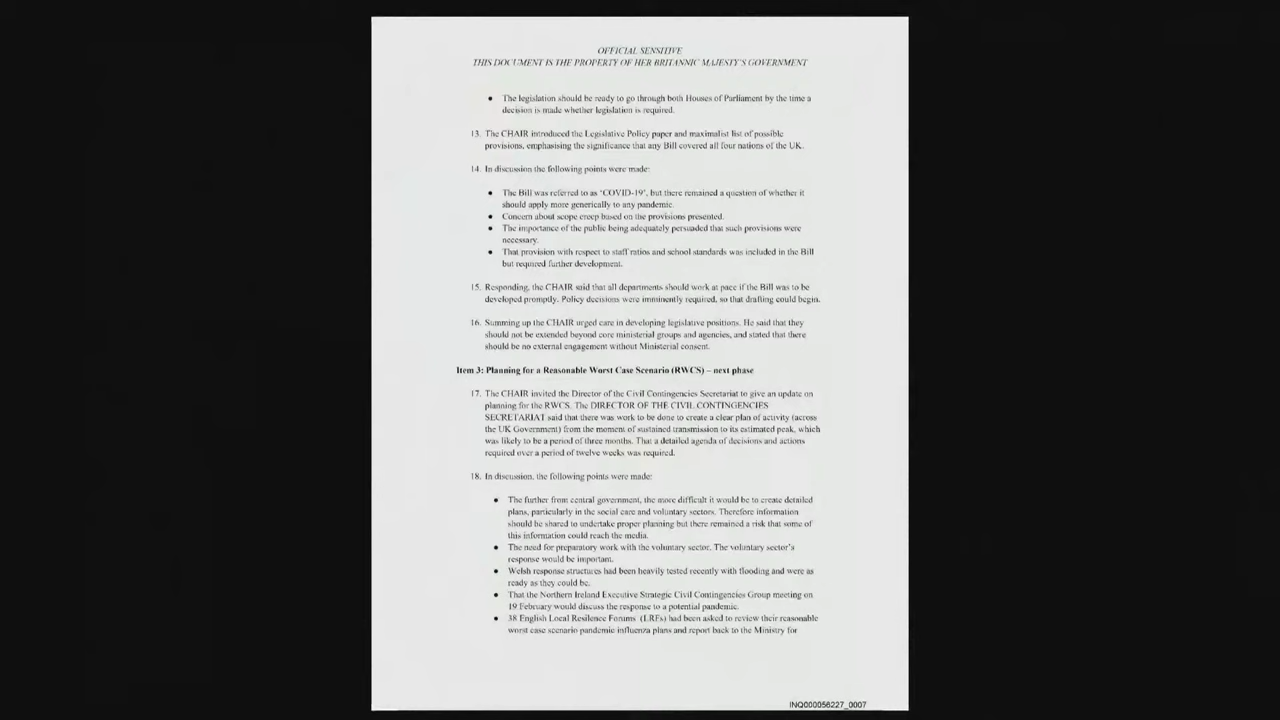 OFFICIAL SENSITIVE
THIS DOCUMENT IS THE PROPERTY OF HER BRITANNIC MAJESTY'S GOVERNMENT
• The legislation should be ready to go through both Houses of Parliament by the time a
decision is made whether legislation is required.
13. The CHAIR introduced the Legislative Policy paper and maximalist list of possible
provisions, emphasising the significance that any Bill covered all four nations of the UK.
14. In discussion the following points were made:
• The Bill was referred to as 'COVID-19', but there remained a question of whether it
should apply more generically to any pandemic.
• Concern about scope creep based on the provisions presented.
• The importance of the public being adequately persuaded that such provisions were
necessary.
• That provision with respect to staff ratios and school standards was included in the Bill
but required further development.
15. Responding, the CHAIR said that all departments should work at pace if the Bill was to be
developed promptly. Policy decisions were imminently required, so that drafting could begin.
16. Summing up the CHAIR urged care in developing legislative positions. He said that they
should not be extended beyond core ministerial groups and agencies, and stated that there
should be no external engagement without Ministerial consent.
Item 3: Planning for a Reasonable Worst Case Scenario (RWCS) – next phase
17. The CHAIR invited the Director of the Civil Contingencies Secretariat to give an update on
planning for the RWCS. The DIRECTOR OF THE CIVIL CONTINGENCIES
SECRETARIAT said that there was work to be done to create a clear plan of activity (across
the UK Government) from the moment of sustained transmission to its estimated peak, which
was likely to be a period of three months. That a detailed agenda of decisions and actions
required over a period of twelve weeks was required.
18. In discussion, the following points were made:
• The further from central government, the more difficult it would be to create detailed
plans, particularly in the social care and voluntary sectors. Therefore information
should be shared to undertake proper planning but there remained a risk that some of
this information could reach the media.
• The need for preparatory work with the voluntary sector. The voluntary sector's
response would be important.
• Welsh response structures had been heavily tested recently with flooding and were as
ready as they could be.
• That the Northern Ireland Executive Strategic Civil Contingencies Group meeting on
19 February would discuss the response to a potential pandemic.
• 38 English Local Resilence Forums (LRFs) had been asked to review their reasonable
worst case scenario pandemic influenza plans and report back to the Ministry for
INQ000056227_0007